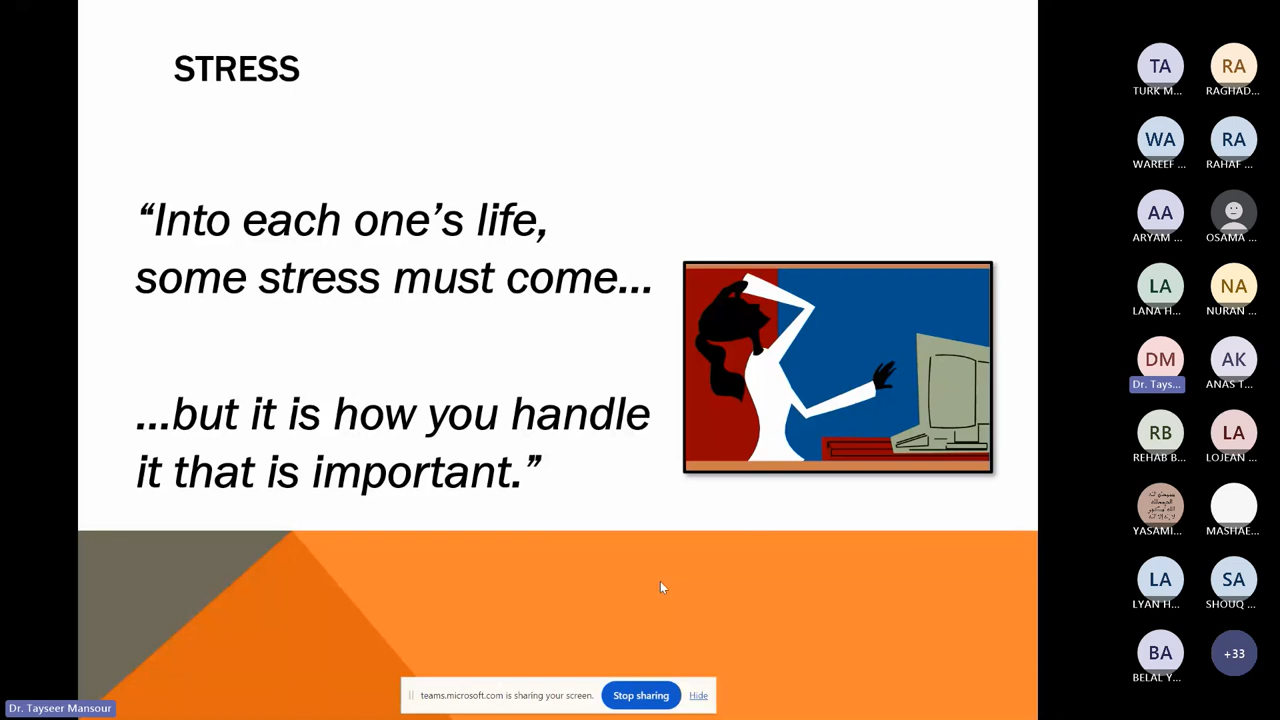 STRESS
“Into each one’s life,
some stress must come...
...but it is how you handle
it that is important.”
TA
TURK M...
RA
RAGHAD...
WA
WAREEF ...
RA
RAHAF ...
AA
ARYAM ...
OSAMA ...
LA
LANA H...
NA
NURAN ...
DM
Dr. Tays...
AK
ANAS T...
RB
REHAB B...
LA
LOJEAN ...
YASAMI...
MASHAE...
LA
LYAN H...
SA
SHOUQ ...
BA
BELAL Y...
+33
teams.microsoft.com is sharing your screen.
Stop sharing
Hide
Dr. Tayseer Mansour